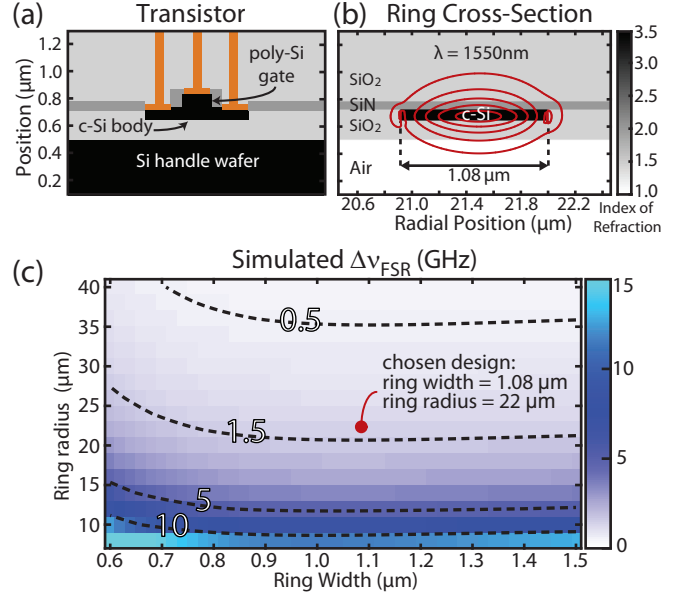 (a) Transistor
Position (μm)
1.2
1.0
0.8
0.6
0.4
0.2
poly-Si
gate
c-Si body
Si handle wafer
(b) Ring Cross-Section
λ = 1550nm
SiO2
SiN
SiO2
c-Si
Air
1.08 μm
20.6 21.0 21.4 21.8 22.2
Radial Position (μm)
3.5
3.0
2.5
2.0
1.5
1.0
Index of
Refraction
(c) Simulated ΔνFSR (GHz)
Ring radius (μm)
40
35
30
25
20
15
10
0.5
1.5
5
10
chosen design:
ring width = 1.08 μm
ring radius = 22 μm
0.6 0.7 0.8 0.9 1.0 1.1 1.2 1.3 1.4 1.5
Ring Width (μm)
15
10
5
0